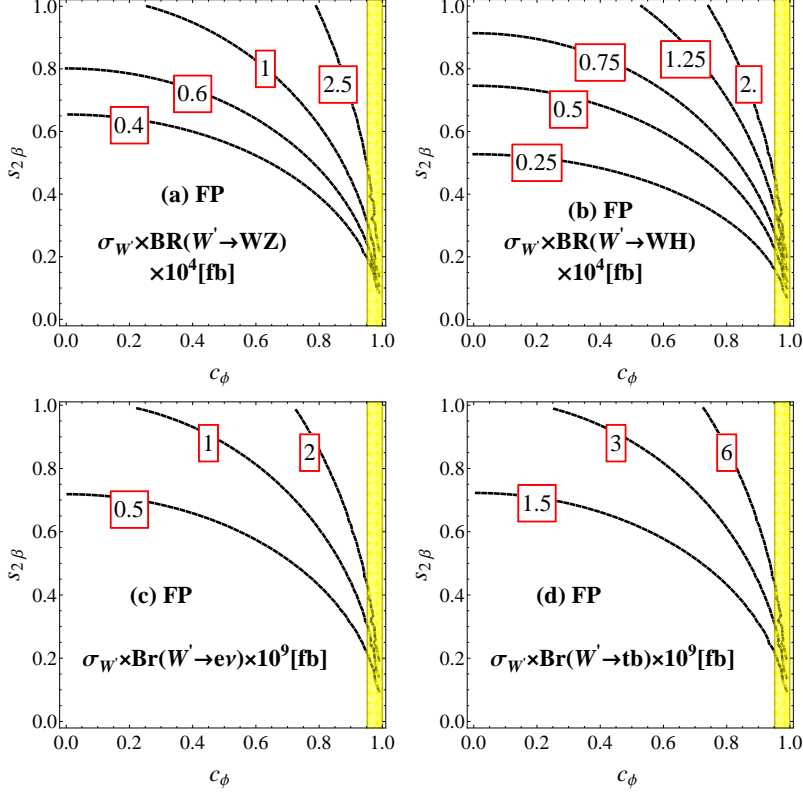 1.0
0.8
0.6
0.4
0.2
0.0
s2β
0.4
0.6
1
2.5
(a) FP
σW'×BR(W'→WZ)
×10⁴[fb]
0.0 0.2 0.4 0.6 0.8 1.0
cϕ
1.0
0.8
0.6
0.4
0.2
0.0
s2β
0.25
0.5
0.75
1.25
2.
(b) FP
σW'×BR(W'→WH)
×10⁴[fb]
0.0 0.2 0.4 0.6 0.8 1.0
cϕ
1.0
0.8
0.6
0.4
0.2
0.0
s2β
0.5
1
2
(c) FP
σW'×Br(W'→eν)×10⁹[fb]
0.0 0.2 0.4 0.6 0.8 1.0
cϕ
1.0
0.8
0.6
0.4
0.2
0.0
s2β
1.5
3
6
(d) FP
σW'×Br(W'→tb)×10⁹[fb]
0.0 0.2 0.4 0.6 0.8 1.0
cϕ